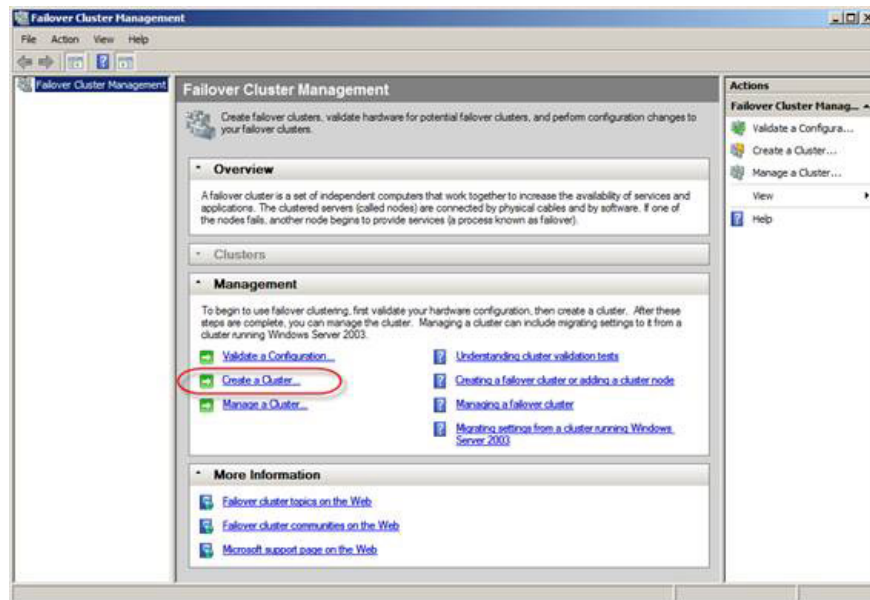 Failover Cluster Management
File Action View Help
Failover Cluster Management
Failover Cluster Management
Create failover clusters, validate hardware for potential failover clusters, and perform configuration changes to
your failover clusters.
Overview
A failover cluster is a set of independent computers that work together to increase the availability of services and
applications. The clustered servers (called nodes) are connected by physical cables and by software. If one of
the nodes fails, another node begins to provide services (a process known as failover).
Clusters
Management
To begin to use failover clustering, first validate your hardware configuration, then create a cluster. After these
steps are complete, you can manage the cluster. Managing a cluster can include migrating settings to it from a
cluster running Windows Server 2003.
Validate a Configuration...
Create a Cluster...
Manage a Cluster...
Understanding cluster validation tests
Creating a failover cluster or adding a cluster node
Managing a failover cluster
Migrating settings from a cluster running Windows
Server 2003
More Information
Failover cluster topics on the Web
Failover cluster communities on the Web
Microsoft support page on the Web
Actions
Failover Cluster Manag...
Validate a Configura...
Create a Cluster...
Manage a Cluster...
View
Help